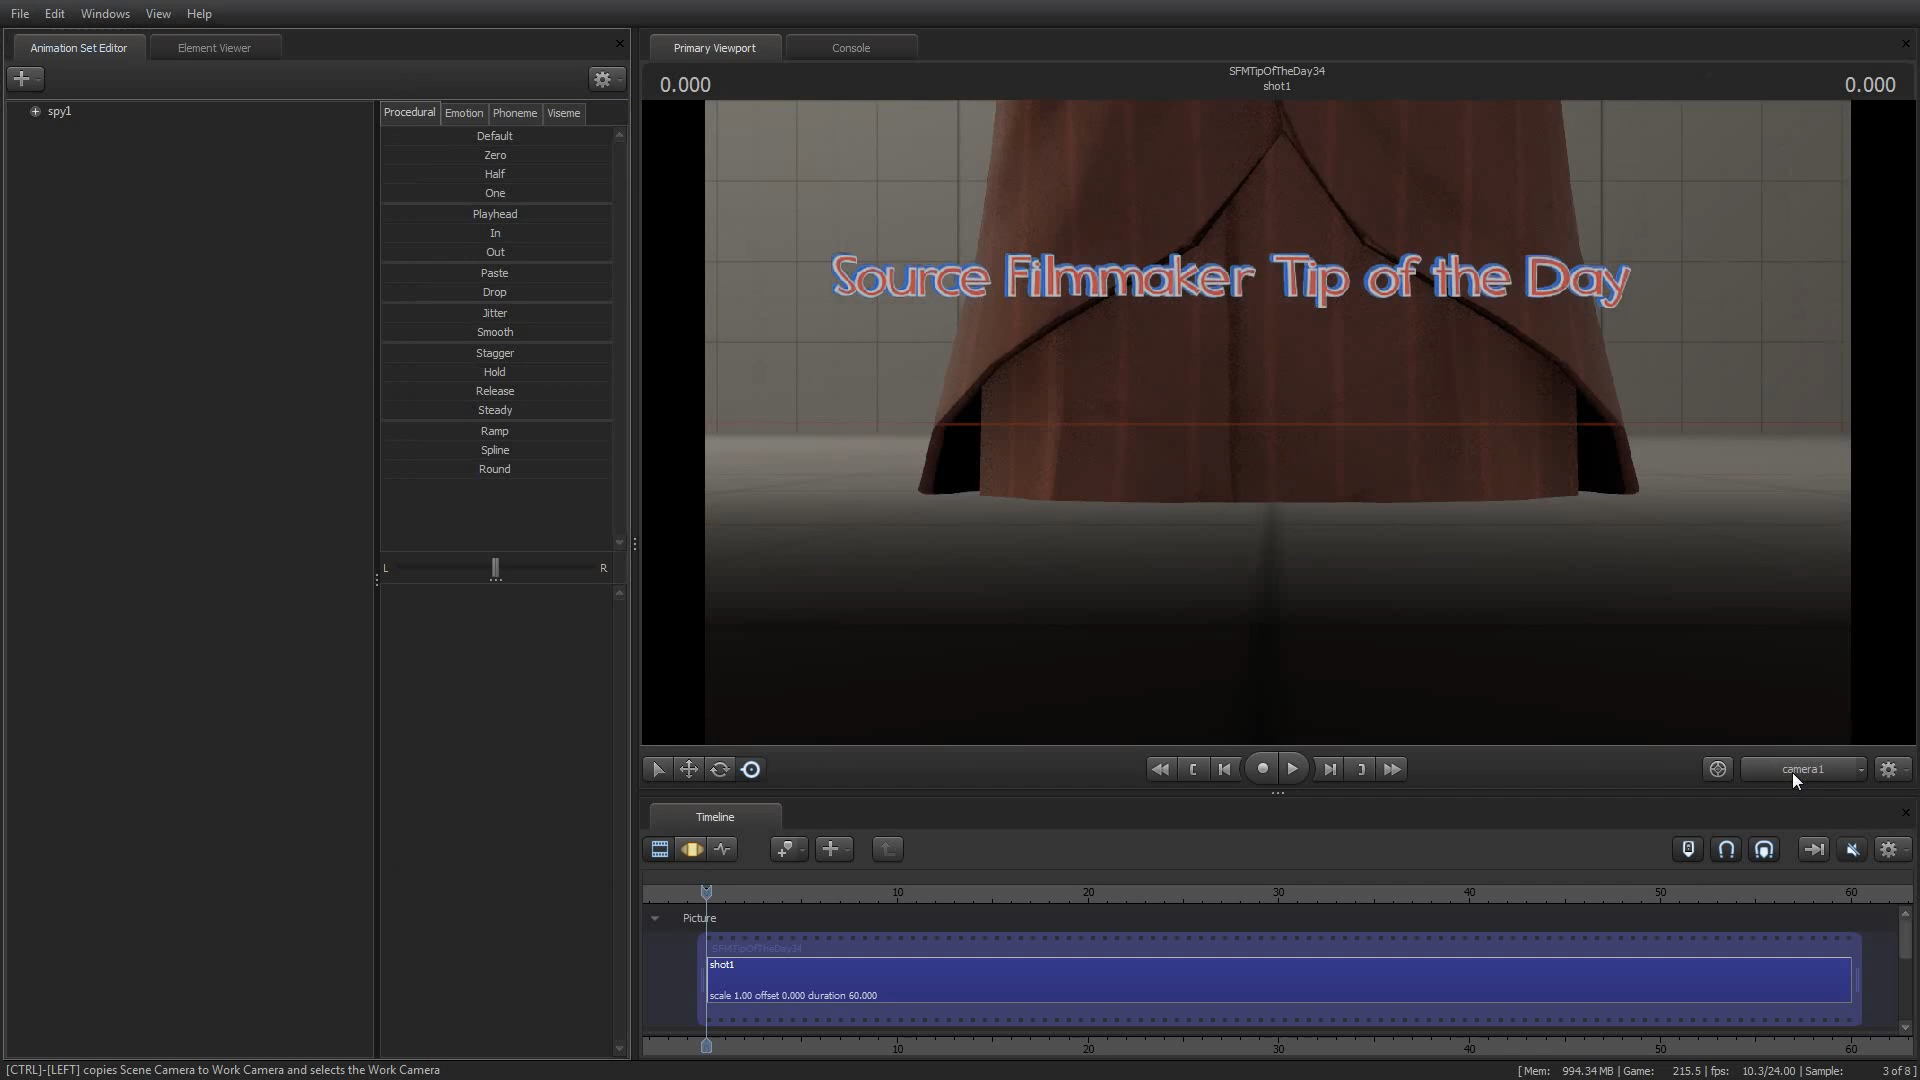 File Edit Windows View Help
Animation Set Editor Element Viewer
spy1
Procedural Emotion Phoneme Viseme
Default
Zero
Half
One
Playhead
In
Out
Paste
Drop
Jitter
Smooth
Stagger
Hold
Release
Steady
Ramp
Spline
Round
L R
Primary Viewport Console
0.000 SFMTipOfTheDay34 0.000
shot1
Source Filmmaker Tip of the Day
camera1
Timeline
10 20 30 40 50 60
Picture
SFMTipOfTheDay34
shot1
scale 1.00 offset 0.000 duration 60.000
10 20 30 40 50 60
[CTRL]-[LEFT] copies Scene Camera to Work Camera and selects the Work Camera
[ Mem: 994.34 MB | Game: 215.5 | fps: 10.3/24.00 | Sample: 3 of 8 ]